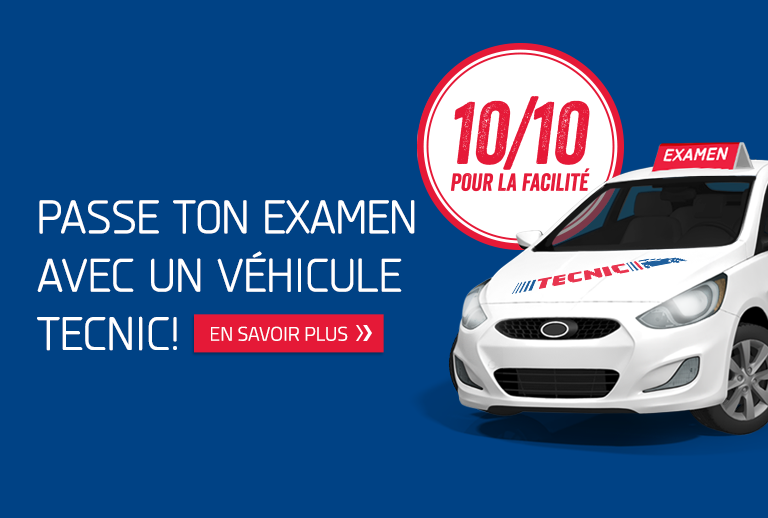 10/10
POUR LA FACILITÉ
EXAMEN
PASSE TON EXAMEN
AVEC UN VÉHICULE
TECNIC!
EN SAVOIR PLUS »
TECNIC